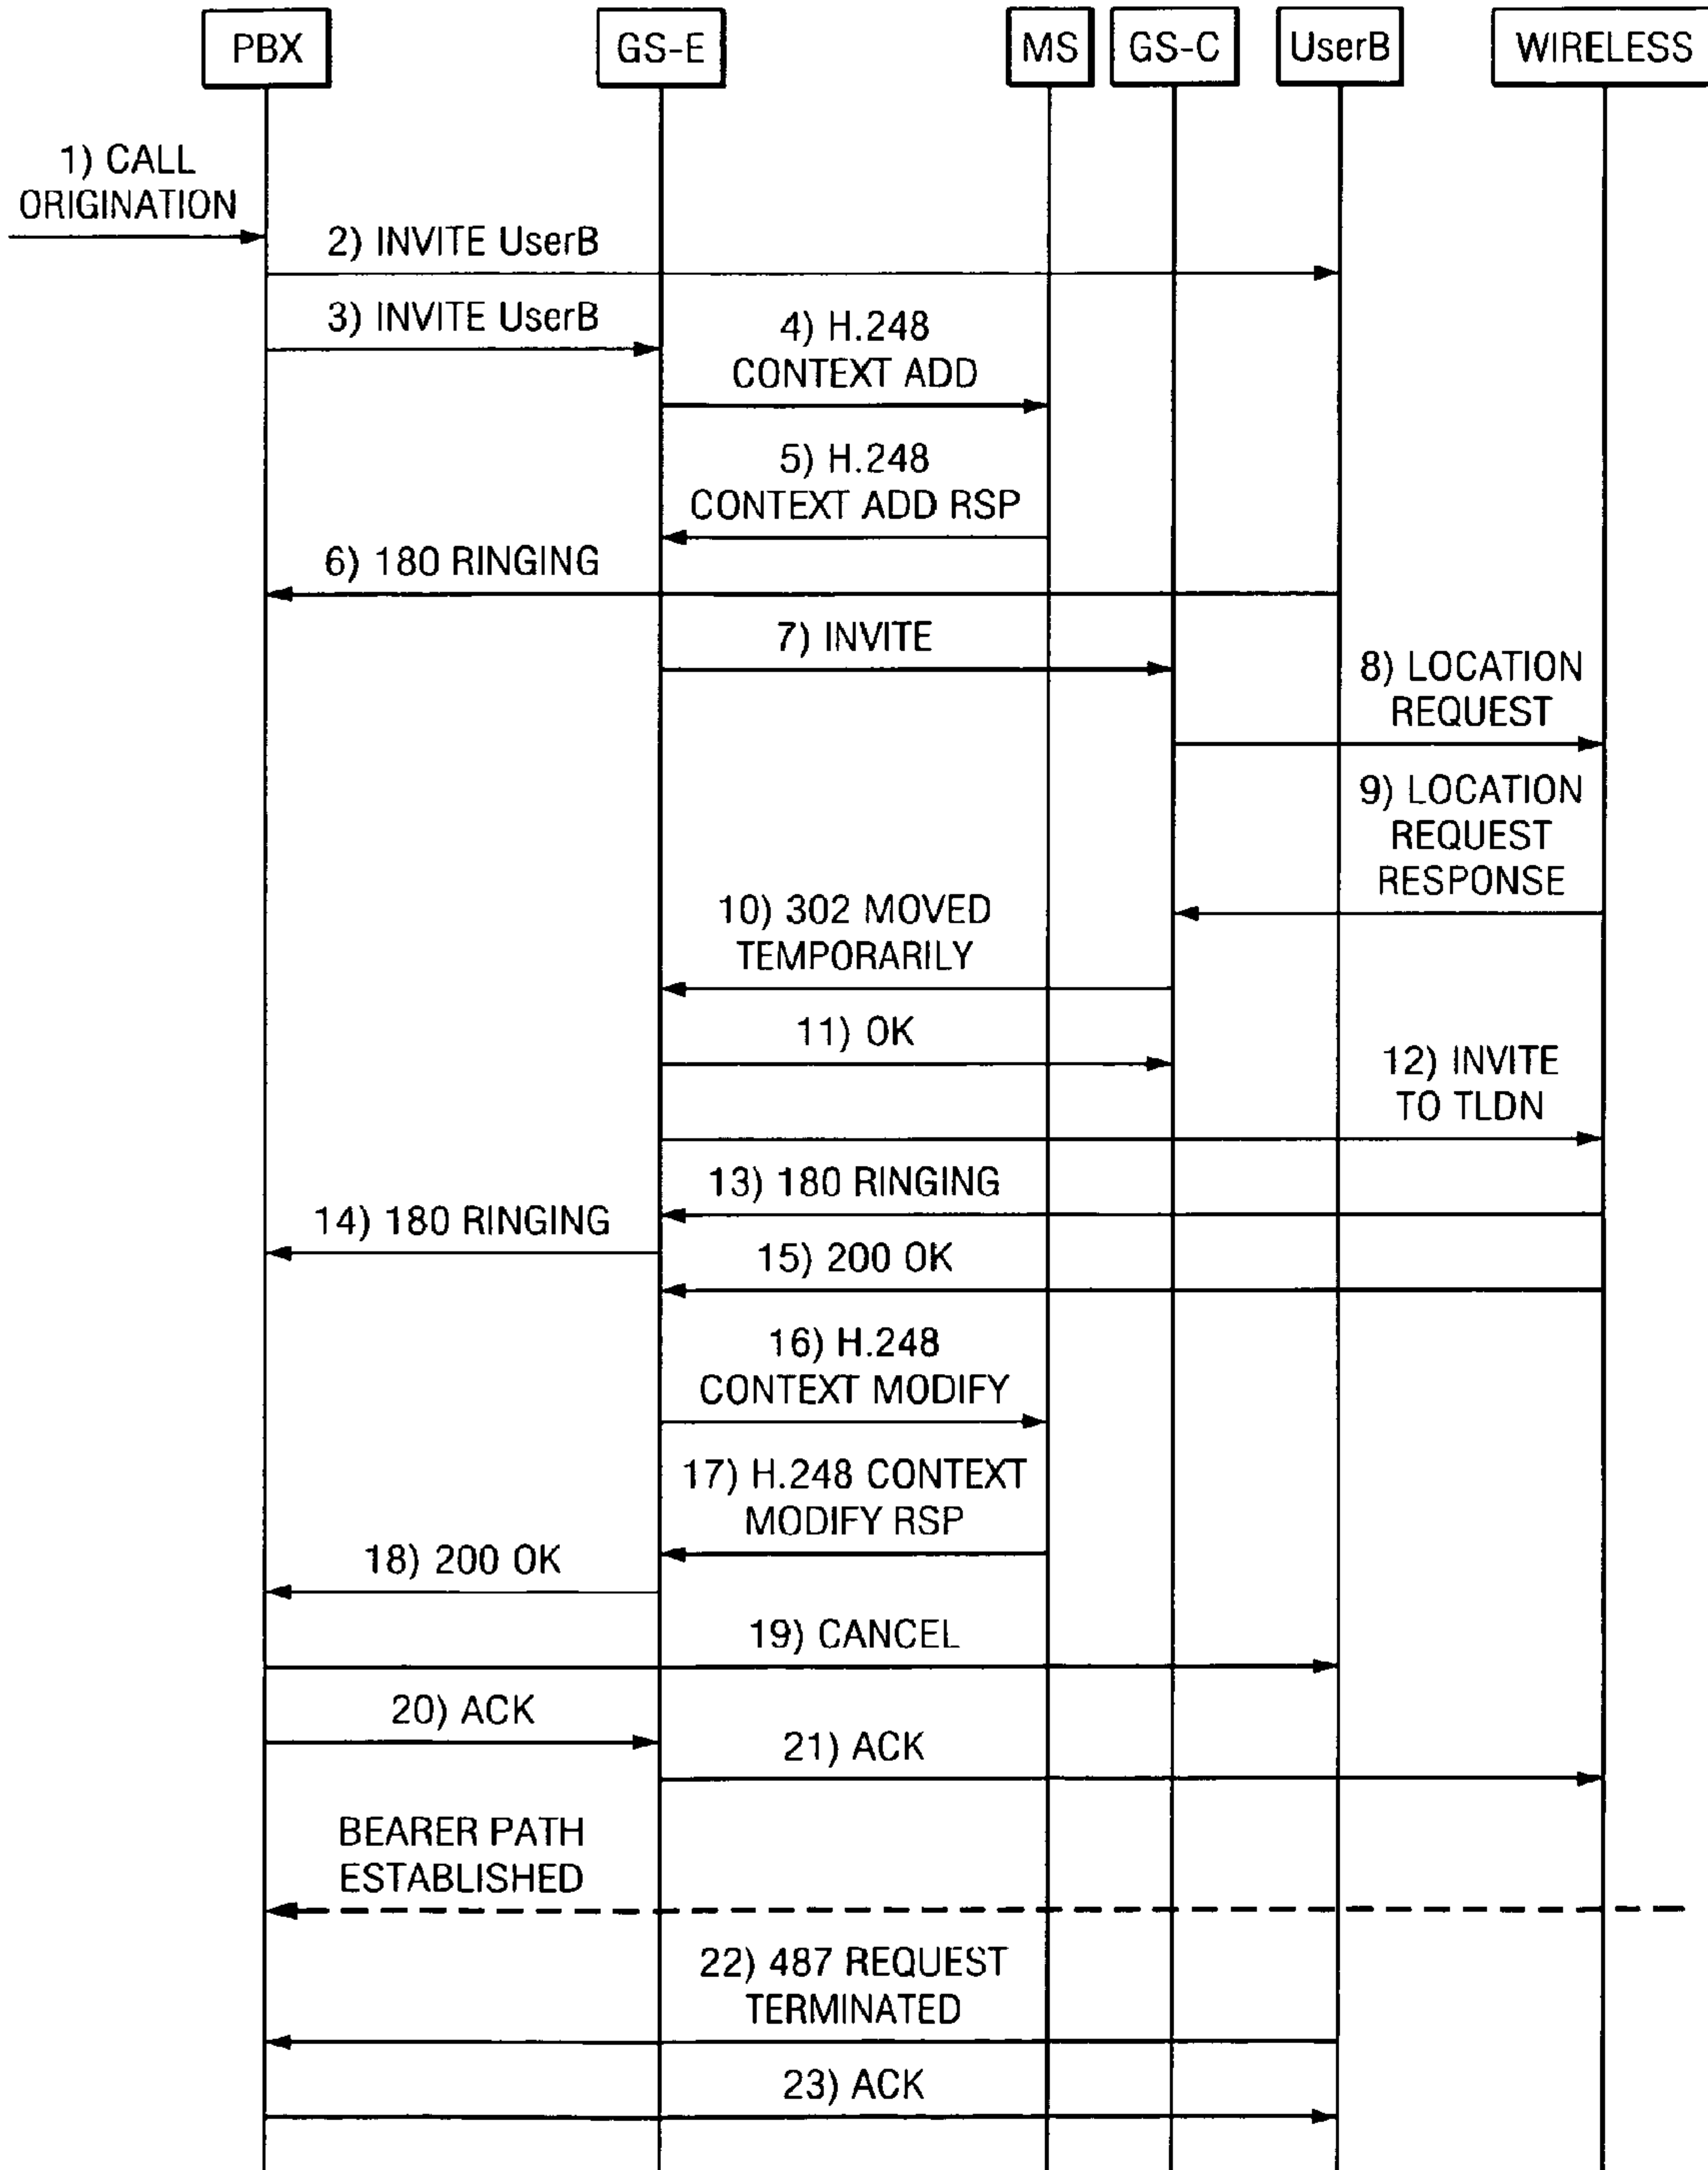 PBX
GS-E
MS
GS-C
UserB
WIRELESS
1) CALL
ORIGINATION
2) INVITE UserB
3) INVITE UserB
4) H.248
CONTEXT ADD
5) H.248
CONTEXT ADD RSP
6) 180 RINGING
7) INVITE
8) LOCATION
REQUEST
9) LOCATION
REQUEST
RESPONSE
10) 302 MOVED
TEMPORARILY
11) OK
12) INVITE
TO TLDN
13) 180 RINGING
14) 180 RINGING
15) 200 OK
16) H.248
CONTEXT MODIFY
17) H.248 CONTEXT
MODIFY RSP
18) 200 OK
19) CANCEL
20) ACK
21) ACK
BEARER PATH
ESTABLISHED
22) 487 REQUEST
TERMINATED
23) ACK